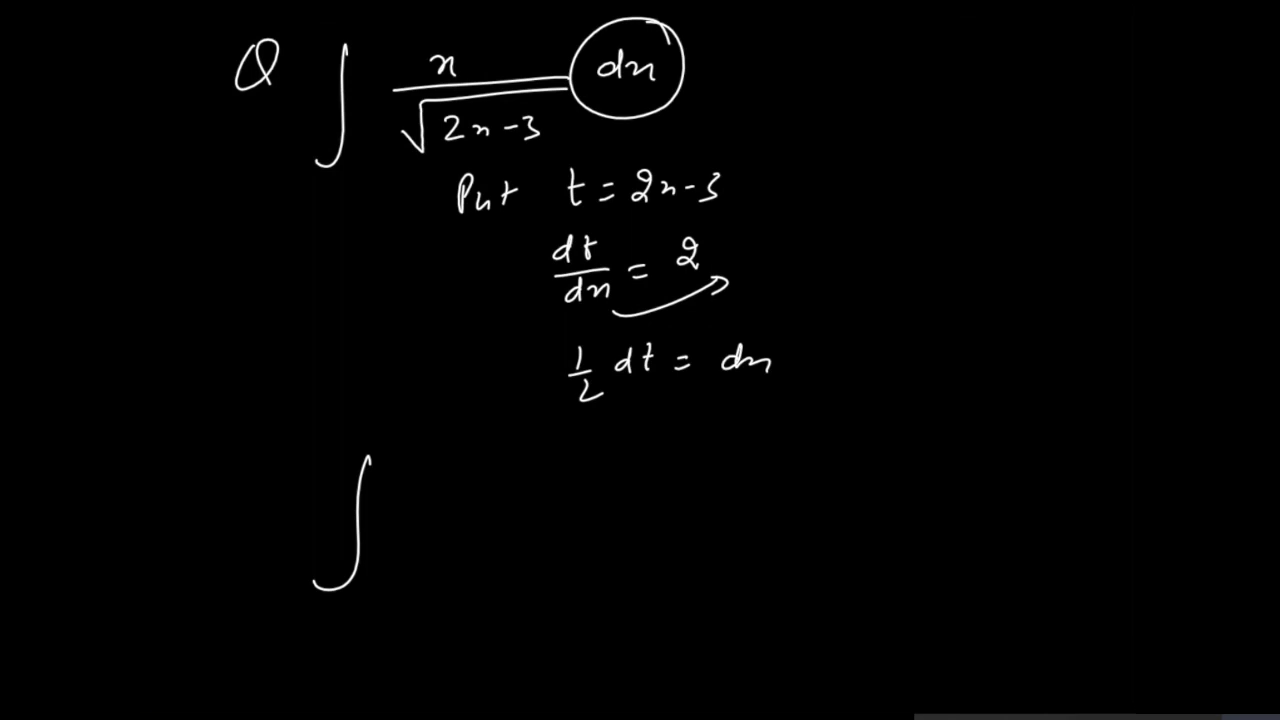 Q ∫ x/√(2x-3) dx
Put t = 2x-3
dt/dx = 2
1/2 dt = dx
∫